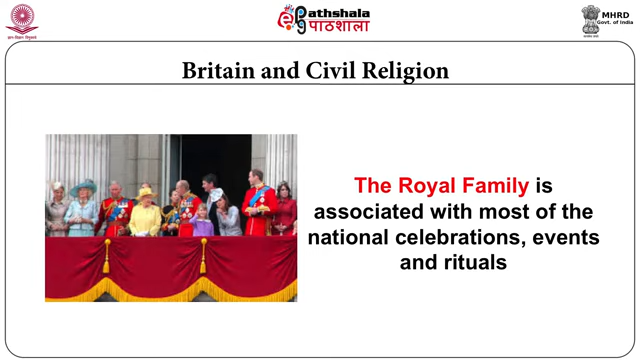 Pathshala
पाठशाला
MHRD
Govt. of India
Britain and Civil Religion
The Royal Family is
associated with most of the
national celebrations, events
and rituals